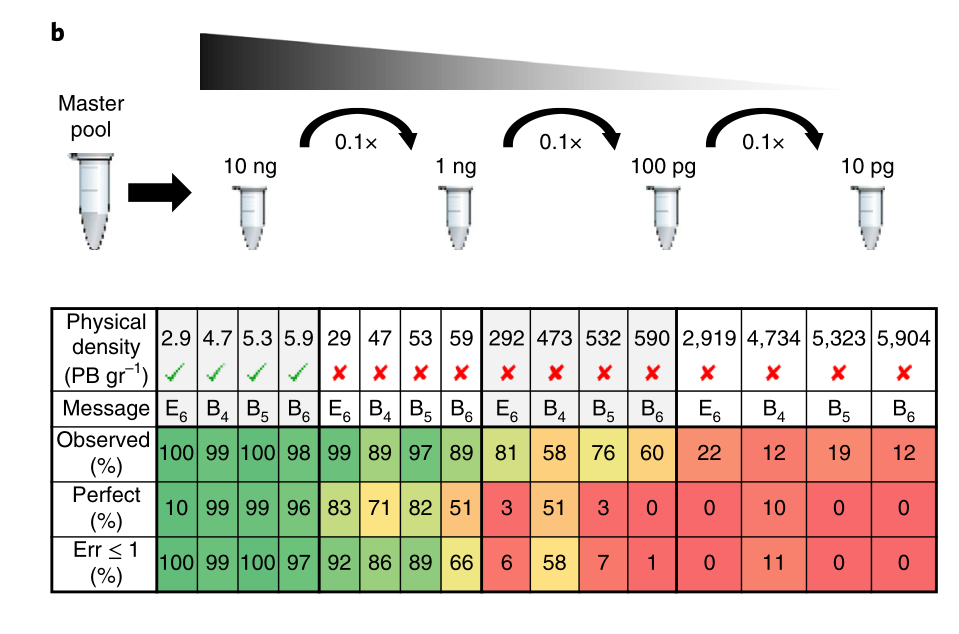 b
Master
pool
0.1× 0.1× 0.1×
10 ng 1 ng 100 pg 10 pg
Physical
density
(PB gr⁻¹)
2.9 4.7 5.3 5.9 29 47 53 59 292 473 532 590 2,919 4,734 5,323 5,904
✓ ✓ ✓ ✓ ✘ ✘ ✘ ✘ ✘ ✘ ✘ ✘ ✘ ✘ ✘ ✘
Message E₆ B₄ B₅ B₆ E₆ B₄ B₅ B₆ E₆ B₄ B₅ B₆ E₆ B₄ B₅ B₆
Observed
(%)
100 99 100 98 99 89 97 89 81 58 76 60 22 12 19 12
Perfect
(%)
10 99 99 96 83 71 82 51 3 51 3 0 0 10 0 0
Err ≤ 1
(%)
100 99 100 97 92 86 89 66 6 58 7 1 0 11 0 0